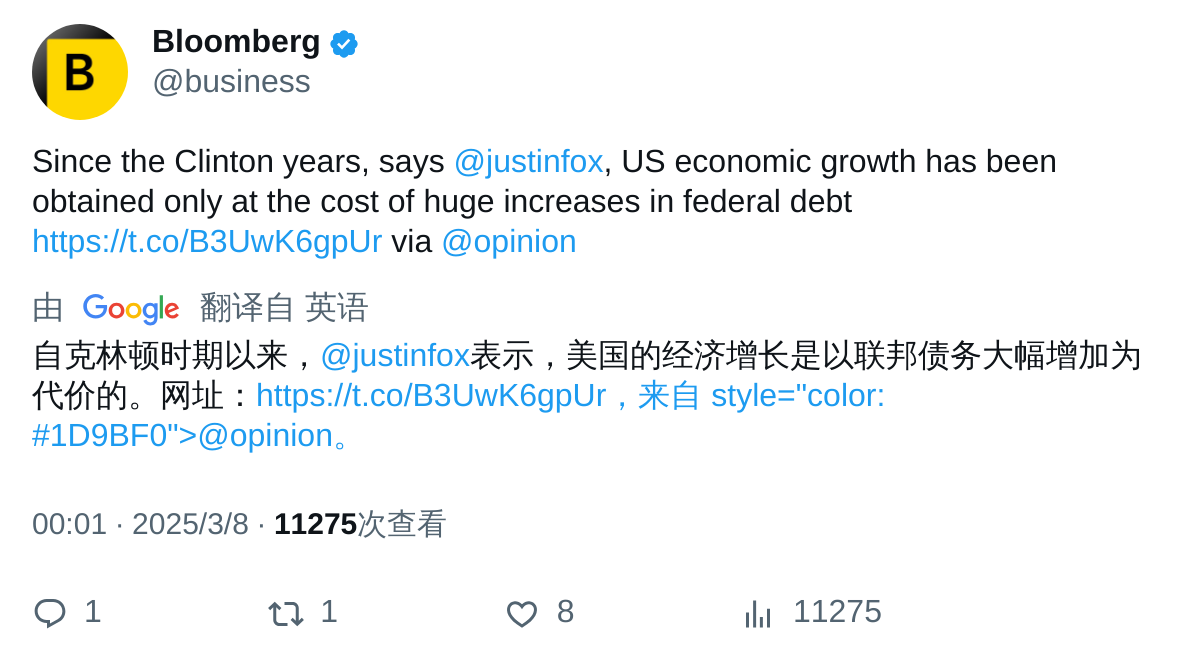 B
Bloomberg
@business
Since the Clinton years, says @justinfox, US economic growth has been
obtained only at the cost of huge increases in federal debt
https://t.co/B3UwK6gpUr via @opinion
由 Google 翻译自 英语
自克林顿时期以来，@justinfox表示，美国的经济增长是以联邦债务大幅增加为
代价的。网址：https://t.co/B3UwK6gpUr，来自 style="color:
#1D9BF0">@opinion。
00:01 · 2025/3/8 · 11275次查看
1 1 8 11275